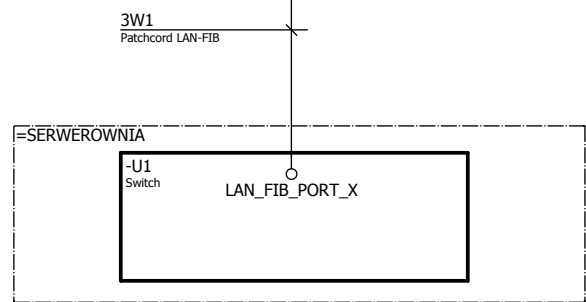 3W1
Patchcord LAN-FIB
=SERWEROWNIA
-U1
Switch
LAN_FIB_PORT_X